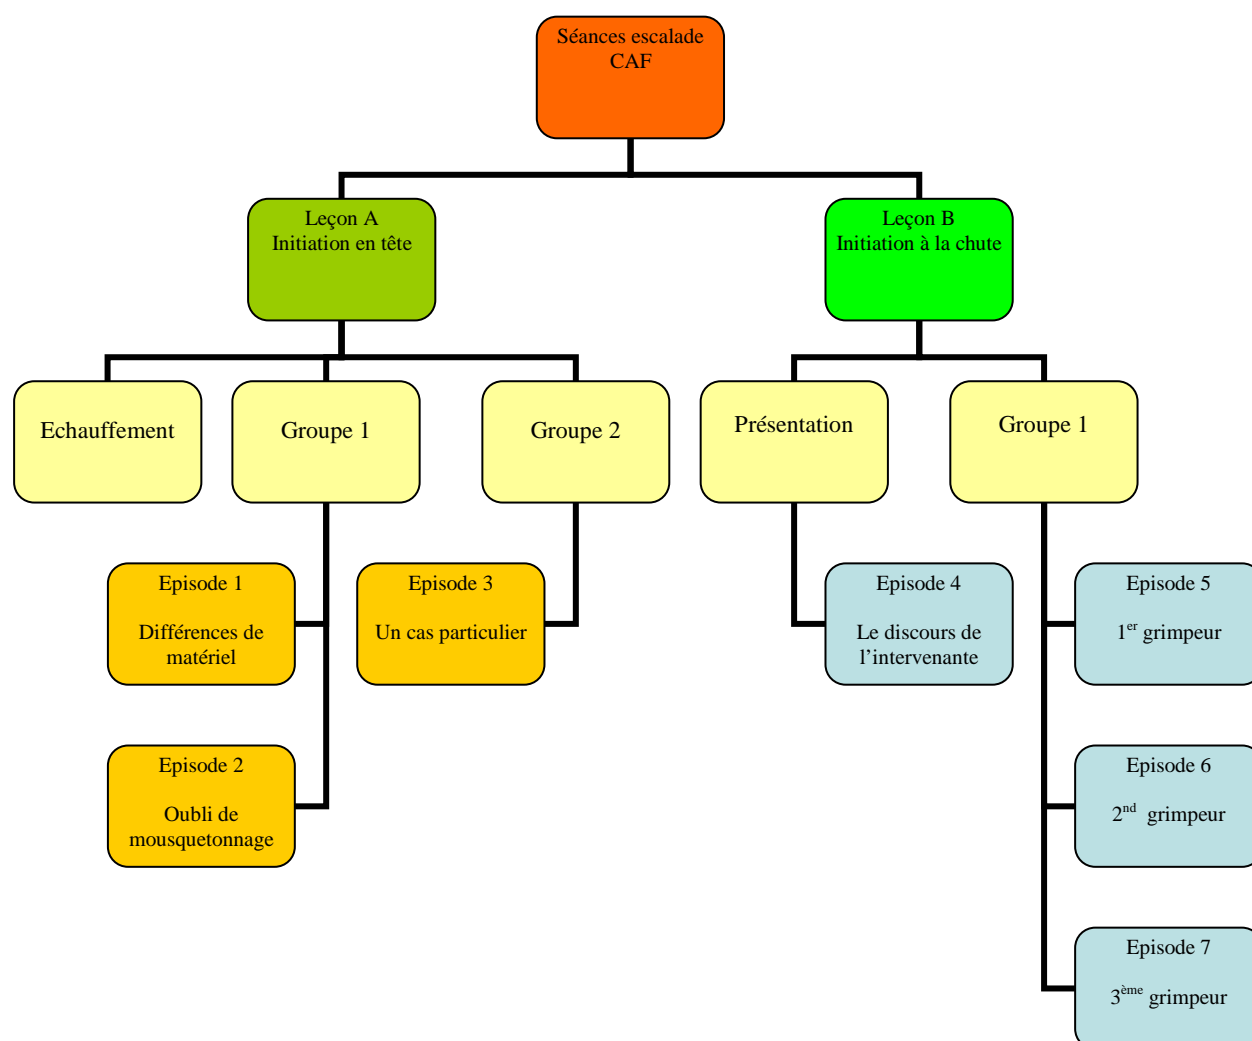 Séances escalade
CAF
Leçon A
Initiation en tête
Leçon B
Initiation à la chute
Echauffement
Groupe 1
Groupe 2
Présentation
Groupe 1
Episode 1
Différences de
matériel
Episode 3
Un cas particulier
Episode 4
Le discours de
l’intervenante
Episode 5
1er grimpeur
Episode 2
Oubli de
mousquetonnage
Episode 6
2nd grimpeur
Episode 7
3ème grimpeur